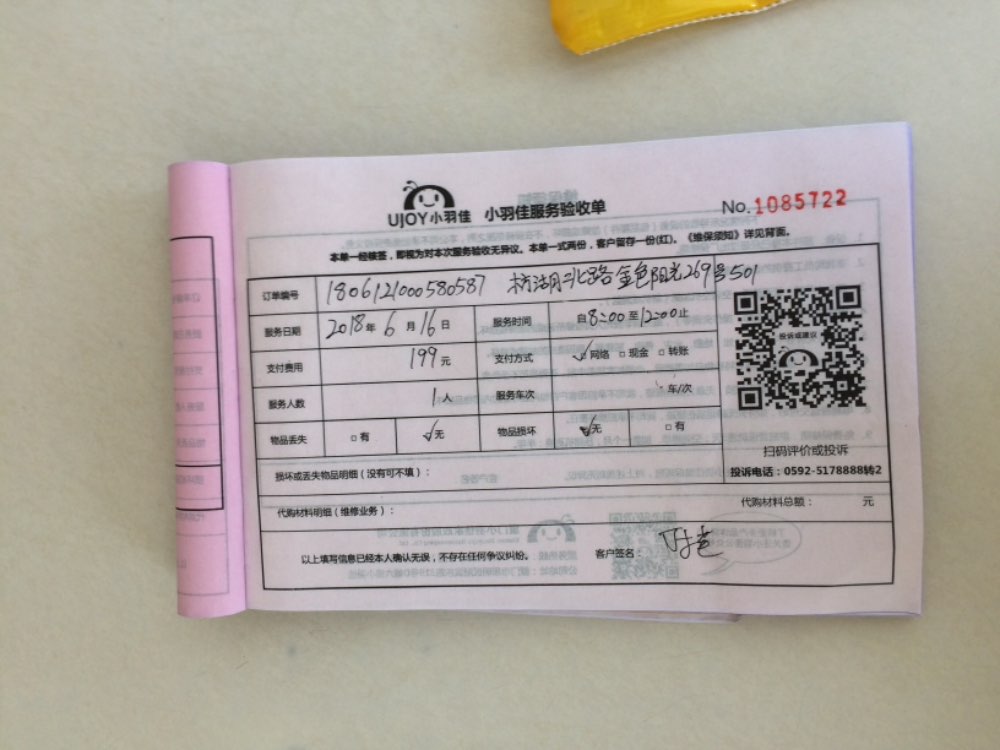 UJOY小羽佳 小羽佳服务验收单 No.1085722
本单一经核签，即视为对本次服务验收无异议。本单一式两份，客户留存一份(红)。《维保须知》详见背面。
订单编号 1806121000580587 湖北路金色阳光269号501
服务日期 2018年6月16日 服务时间 自8:00至12:00止
支付费用 199元 支付方式 ☑网络 □现金 □转账
投诉或建议
服务人数 1人 服务车次 车/次
物品丢失 □有 ☑无 物品损坏 ☑无 □有
扫码评价或投诉
损坏或丢失物品明细（没有可不填）： 投诉电话：0592-5178888转2
代购材料明细（维修业务）： 代购材料总额： 元
以上填写信息已经本人确认无误，不存在任何争议纠纷。 客户签名：